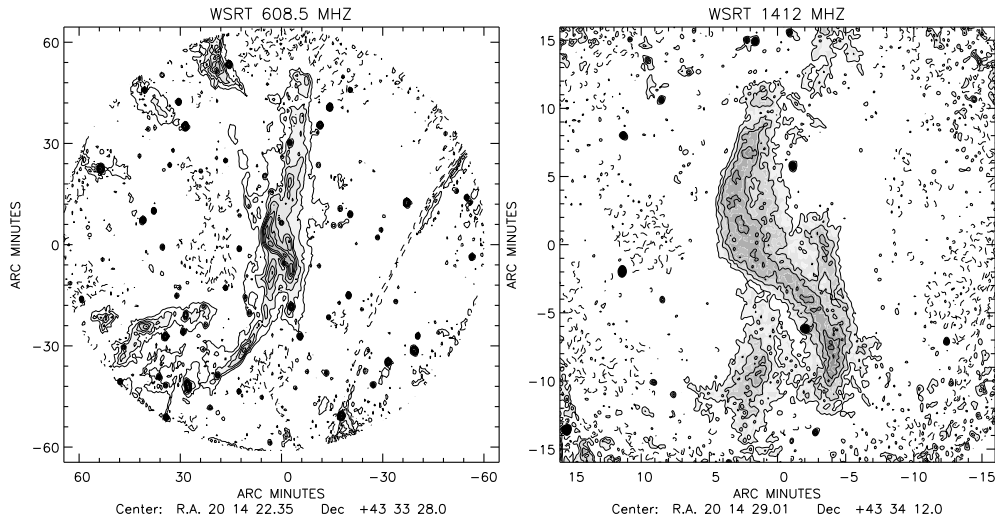 WSRT 608.5 MHZ
60
30
0
−30
−60
ARC MINUTES
60 30 0 −30 −60
ARC MINUTES
Center: R.A. 20 14 22.35 Dec +43 33 28.0
WSRT 1412 MHZ
15
10
5
0
−5
−10
−15
ARC MINUTES
15 10 5 0 −5 −10 −15
ARC MINUTES
Center: R.A. 20 14 29.01 Dec +43 34 12.0